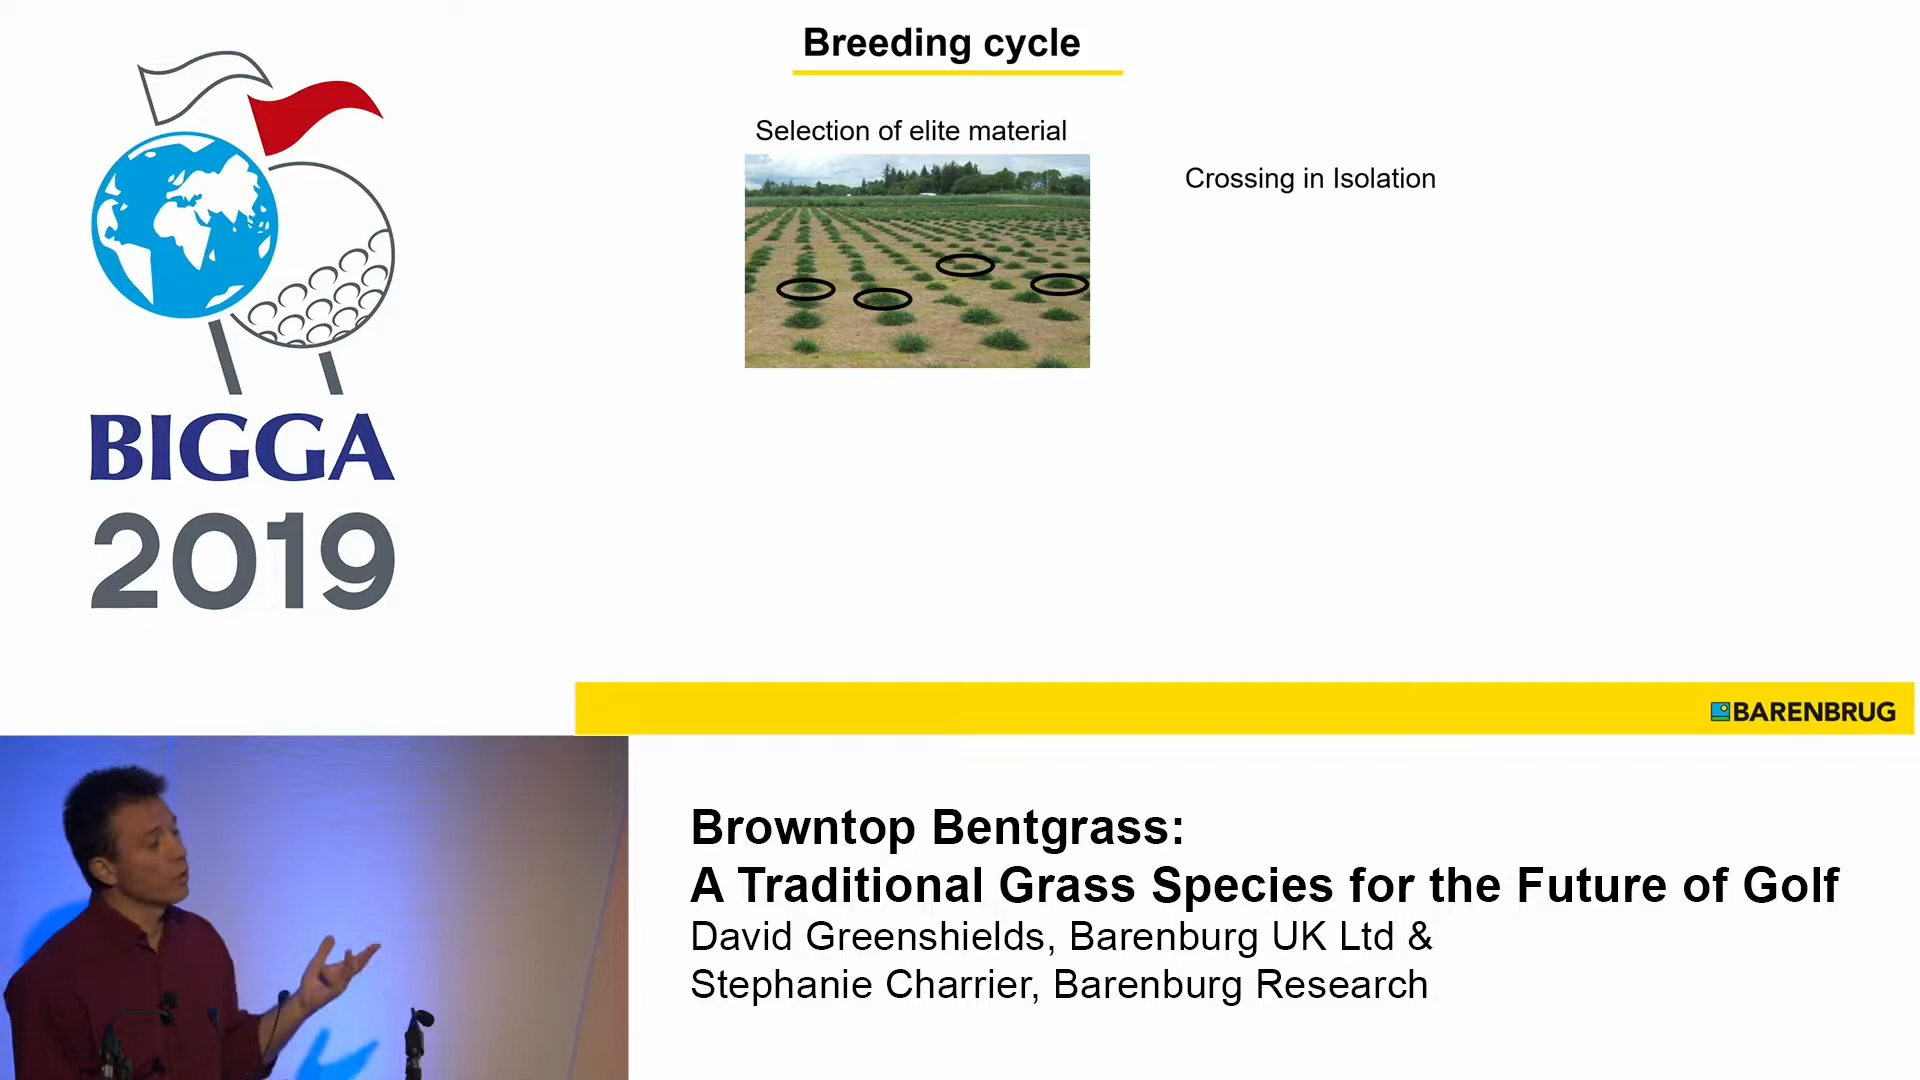 Breeding cycle
Selection of elite material
Crossing in Isolation
BIGGA
2019
BARENBRUG
Browntop Bentgrass:
A Traditional Grass Species for the Future of Golf
David Greenshields, Barenburg UK Ltd &
Stephanie Charrier, Barenburg Research